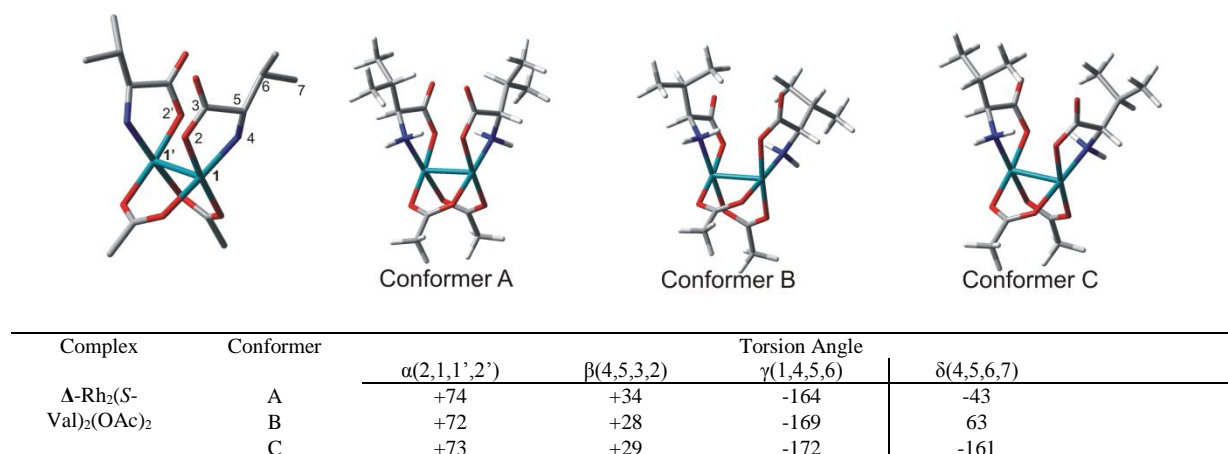 6
7
3
5
2'
2
4
1'
1
Conformer A
Conformer B
Conformer C
Complex Conformer Torsion Angle
α(2,1,1’,2’) β(4,5,3,2) γ(1,4,5,6) δ(4,5,6,7)
Δ-Rh₂(S- A +74 +34 -164 -43
Val)₂(OAc)₂ B +72 +28 -169 63
C +73 +29 -172 -161